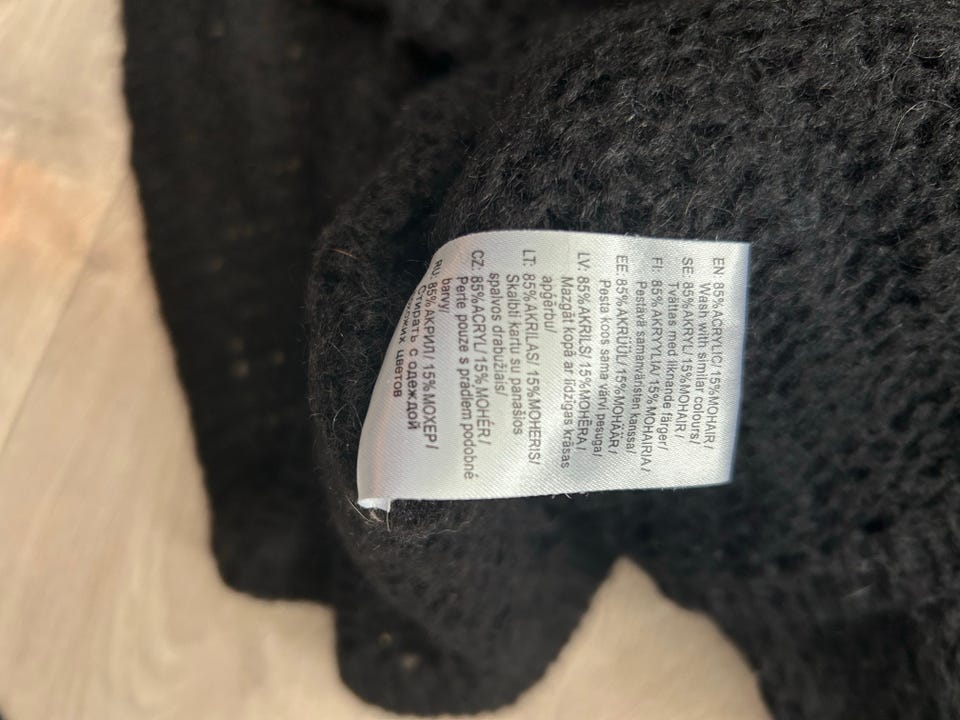 EN: 85%ACRYLIC/ 15%MOHAIR/
Wash with similar colours/
SE: 85%AKRYL/ 15%MOHAIR/
Tvättas med liknande färger/
FI: 85%AKRYYLIA/ 15%MOHAIRIA/
Pestävä samanväristen kanssa/
EE: 85%AKRÜÜL/ 15%MOHÄÄR/
Pesta koos sama värvi pesuga/
LV: 85%AKRILS/ 15%MOHĒRA/
Mazgāt kopā ar līdzīgas krāsas
apģērbu/
LT: 85%AKRILAS/ 15%MOHERIS/
Skalbti kartu su panašios
spalvos drabužiais/
CZ: 85%ACRYL/ 15%MOHÉR/
Perte pouze s prádlem podobné
barvy/
RU: 85%АКРИЛ/ 15%МОХЕР/
Стирать с одеждой
похожих цветов